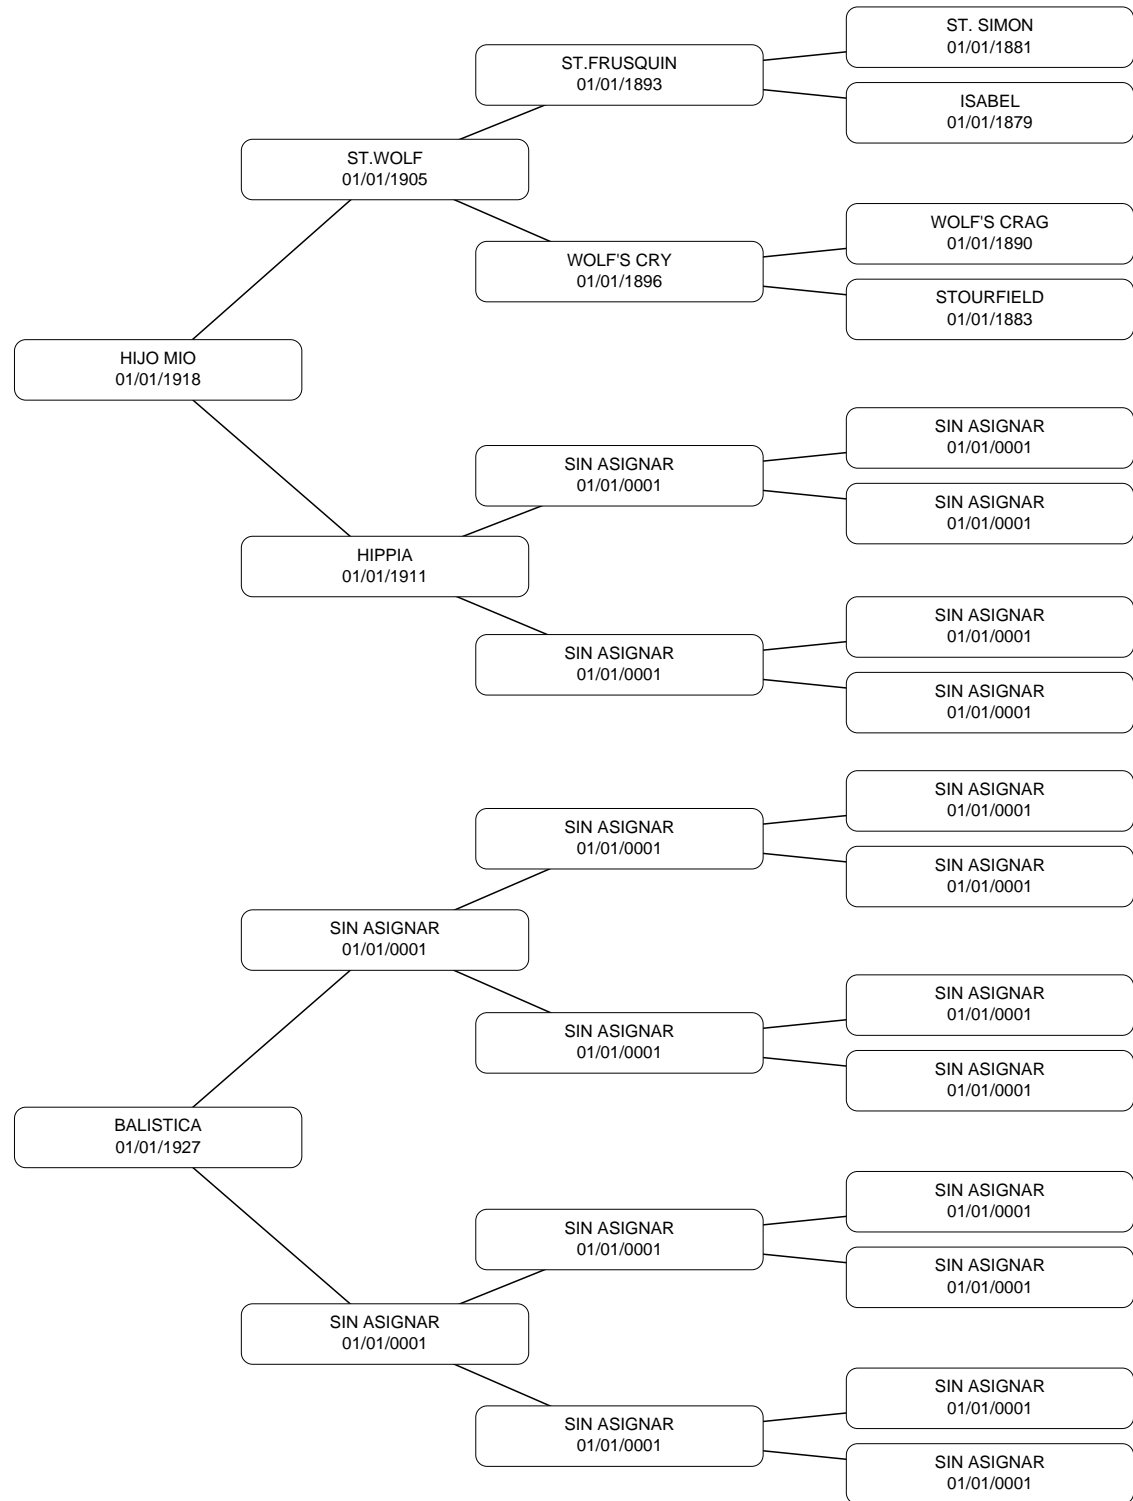 ST. SIMON
01/01/1881
ST.FRUSQUIN
01/01/1893
ISABEL
01/01/1879
ST.WOLF
01/01/1905
WOLF'S CRAG
01/01/1890
WOLF'S CRY
01/01/1896
STOURFIELD
01/01/1883
HIJO MIO
01/01/1918
SIN ASIGNAR
01/01/0001
SIN ASIGNAR
01/01/0001
SIN ASIGNAR
01/01/0001
HIPPIA
01/01/1911
SIN ASIGNAR
01/01/0001
SIN ASIGNAR
01/01/0001
SIN ASIGNAR
01/01/0001
SIN ASIGNAR
01/01/0001
SIN ASIGNAR
01/01/0001
SIN ASIGNAR
01/01/0001
SIN ASIGNAR
01/01/0001
SIN ASIGNAR
01/01/0001
SIN ASIGNAR
01/01/0001
SIN ASIGNAR
01/01/0001
BALISTICA
01/01/1927
SIN ASIGNAR
01/01/0001
SIN ASIGNAR
01/01/0001
SIN ASIGNAR
01/01/0001
SIN ASIGNAR
01/01/0001
SIN ASIGNAR
01/01/0001
SIN ASIGNAR
01/01/0001
SIN ASIGNAR
01/01/0001